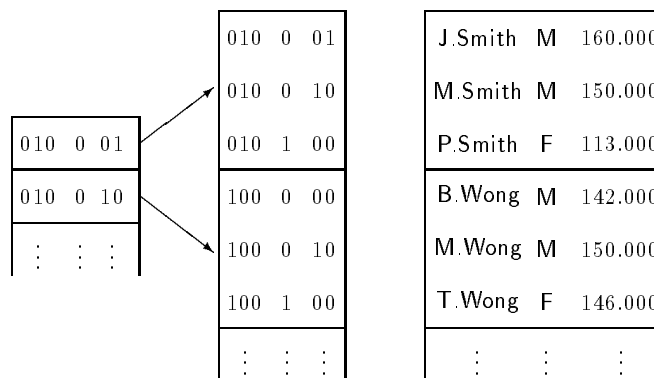 010 0 01 J.Smith M 160.000
010 0 10 M.Smith M 150.000
010 0 01 010 1 00 P.Smith F 113.000
010 0 10 100 0 00 B.Wong M 142.000
100 0 10 M.Wong M 150.000
100 1 00 T.Wong F 146.000